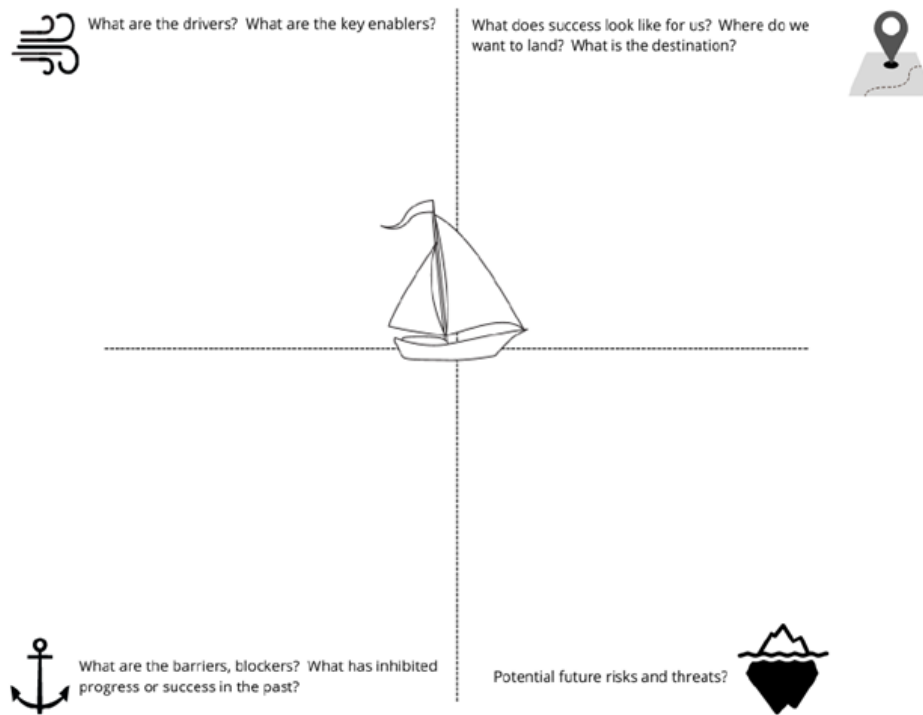 What are the drivers?  What are the key enablers?
What does success look like for us?  Where do we
want to land?  What is the destination?
What are the barriers, blockers?  What has inhibited
progress or success in the past?
Potential future risks and threats?